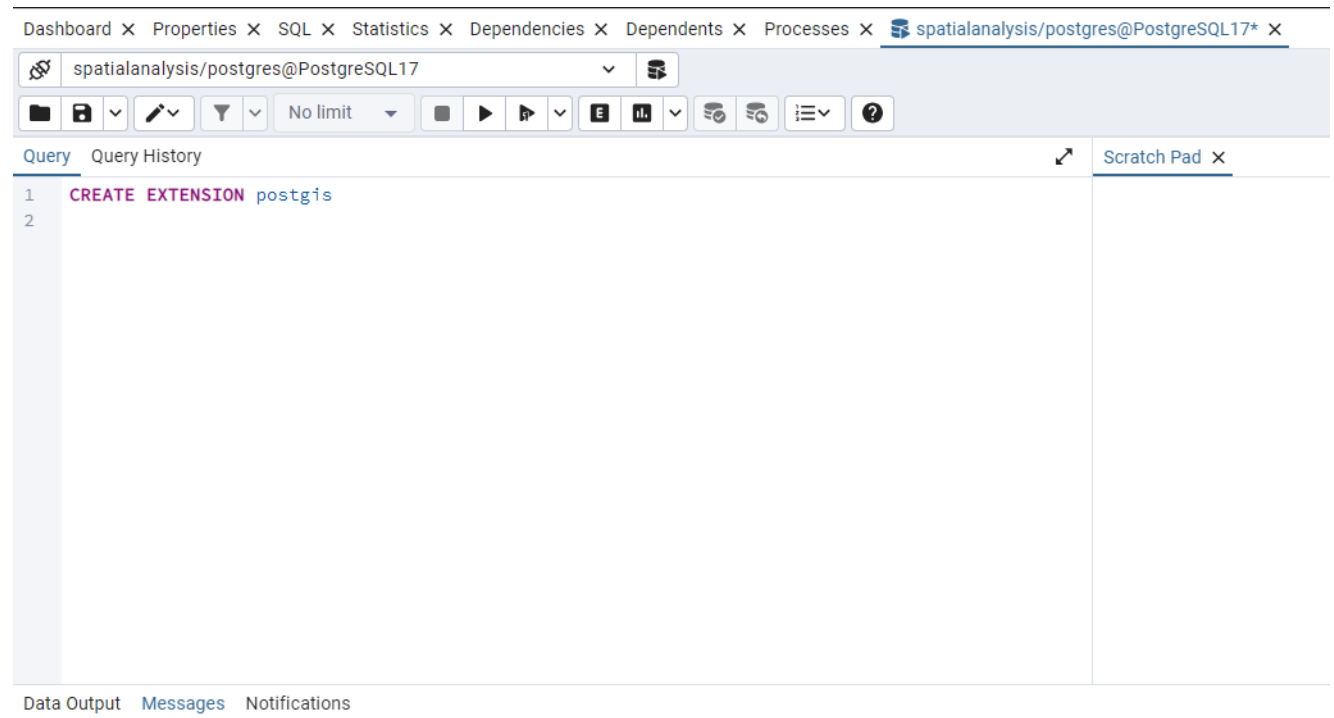 Dashboard Properties SQL Statistics Dependencies Dependents Processes spatialanalysis/postgres@PostgreSQL17*
spatialanalysis/postgres@PostgreSQL17
No limit E
Query Query History Scratch Pad
1 CREATE EXTENSION postgis
2
Data Output Messages Notifications